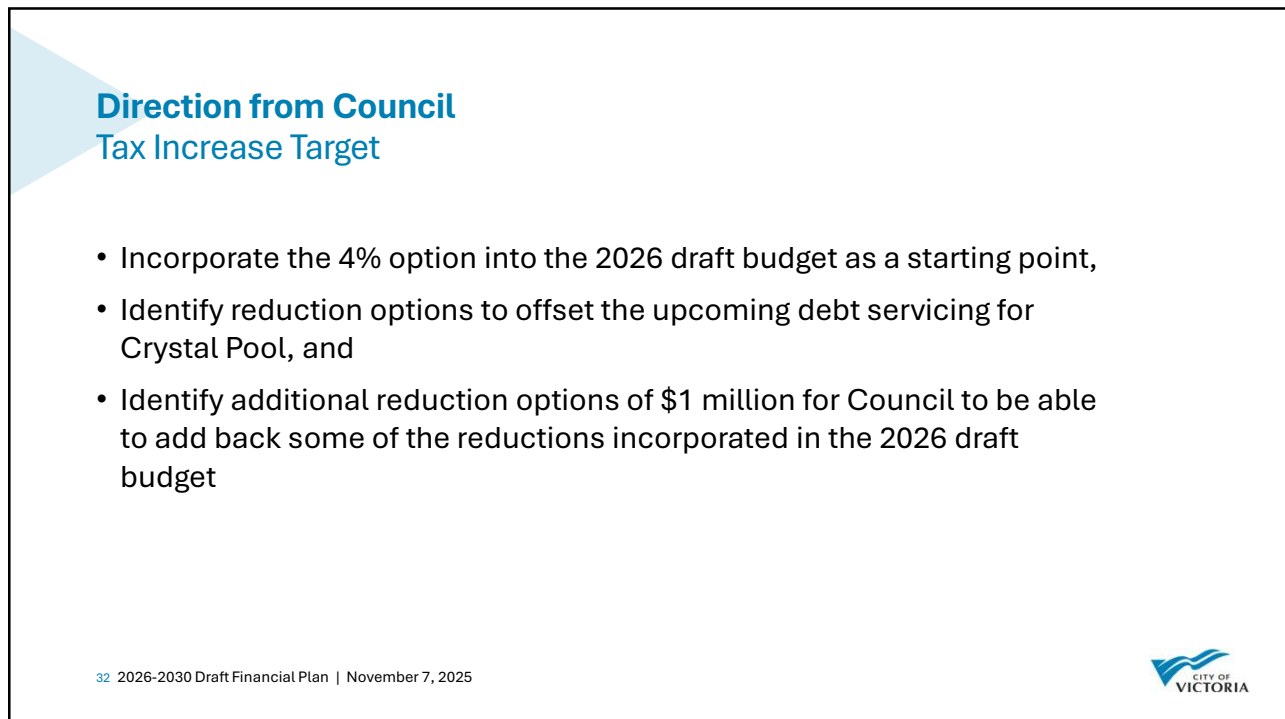 Direction from Council
Tax Increase Target
• Incorporate the 4% option into the 2026 draft budget as a starting point,
• Identify reduction options to offset the upcoming debt servicing for
Crystal Pool, and
• Identify additional reduction options of $1 million for Council to be able
to add back some of the reductions incorporated in the 2026 draft
budget
32 2026-2030 Draft Financial Plan | November 7, 2025
CITY OF
VICTORIA